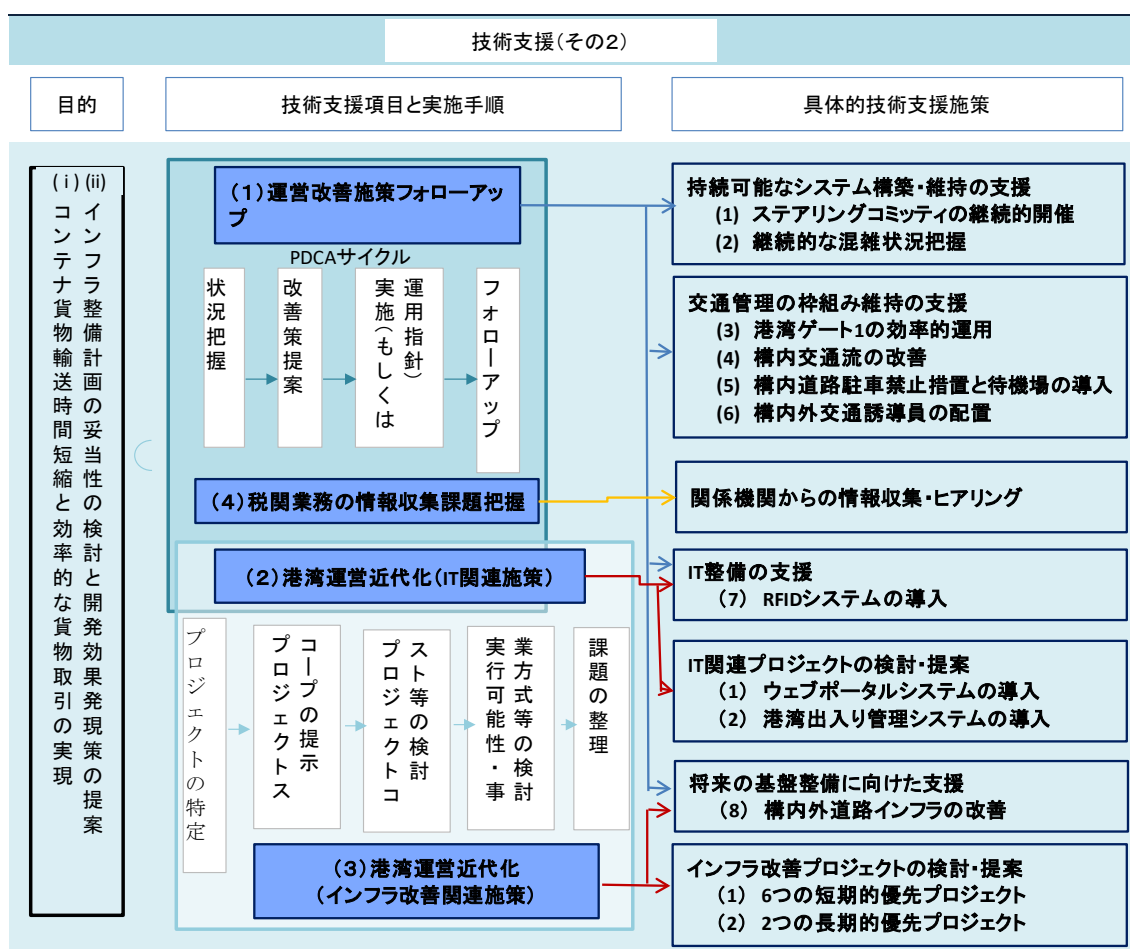 技術支援(その2)
目的
技術支援項目と実施手順
具体的技術支援施策
(ⅰ)コンテナ貨物輸送時間短縮と効率的な貨物取引の実現
(ii)インフラ整備計画の妥当性の検討と開発効果発現策の提案
(1)運営改善施策フォローアッ
プ
PDCAサイクル
状況把握
改善策提案
運用指針)
実施(もしくは
フォローアップ
(4)税関業務の情報収集課題把握
(2)港湾運営近代化(IT関連施策)
プロジェクトの特定
コープの提示
プロジェクトス
スト等の検討
プロジェクトコ
業方式等の検討
実行可能性・事
課題の整理
(3)港湾運営近代化
(インフラ改善関連施策)
持続可能なシステム構築・維持の支援
(1) ステアリングコミッティの継続的開催
(2) 継続的な混雑状況把握
交通管理の枠組み維持の支援
(3) 港湾ゲート1の効率的運用
(4) 構内交通流の改善
(5) 構内道路駐車禁止措置と待機場の導入
(6) 構内外交通誘導員の配置
関係機関からの情報収集・ヒアリング
IT整備の支援
(7) RFIDシステムの導入
IT関連プロジェクトの検討・提案
(1) ウェブポータルシステムの導入
(2) 港湾出入り管理システムの導入
将来の基盤整備に向けた支援
(8) 構内外道路インフラの改善
インフラ改善プロジェクトの検討・提案
(1) 6つの短期的優先プロジェクト
(2) 2つの長期的優先プロジェクト